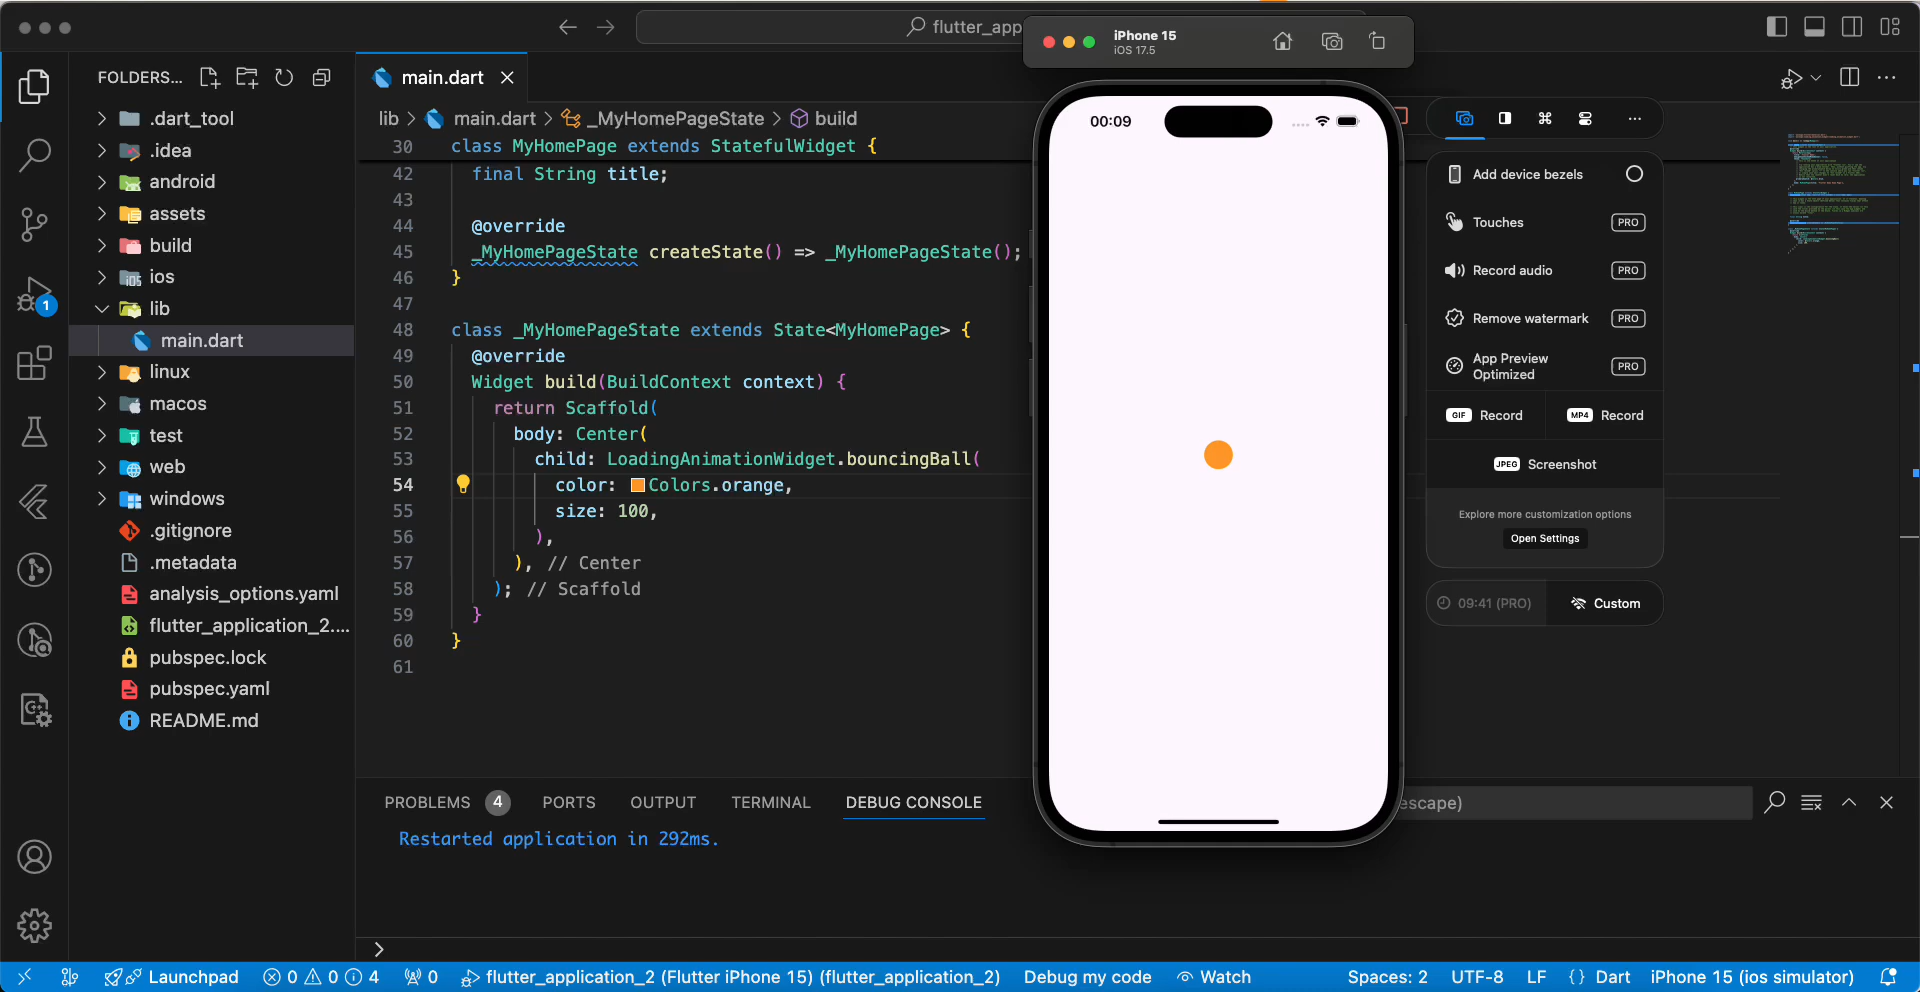 flutter_app
iPhone 15
iOS 17.5
FOLDERS...
main.dart
.dart_tool
.idea
android
assets
build
ios
lib
main.dart
linux
macos
test
web
windows
.gitignore
.metadata
analysis_options.yaml
flutter_application_2....
pubspec.lock
pubspec.yaml
README.md
1
lib > main.dart > _MyHomePageState > build
30 class MyHomePage extends StatefulWidget {
42 final String title;
43
44 @override
45 _MyHomePageState createState() => _MyHomePageState();
46 }
47
48 class _MyHomePageState extends State<MyHomePage> {
49 @override
50 Widget build(BuildContext context) {
51 return Scaffold(
52 body: Center(
53 child: LoadingAnimationWidget.bouncingBall(
54 color: Colors.orange,
55 size: 100,
56 ),
57 ), // Center
58 ); // Scaffold
59 }
60 }
61
00:09
Add device bezels
Touches PRO
Record audio PRO
Remove watermark PRO
App Preview
Optimized PRO
GIF Record MP4 Record
JPEG Screenshot
Explore more customization options
Open Settings
09:41 (PRO) Custom
PROBLEMS 4 PORTS OUTPUT TERMINAL DEBUG CONSOLE
escape)
Restarted application in 292ms.
>
Launchpad 0 0 4 0 flutter_application_2 (Flutter iPhone 15) (flutter_application_2) Debug my code Watch Spaces: 2 UTF-8 LF {} Dart iPhone 15 (ios simulator)